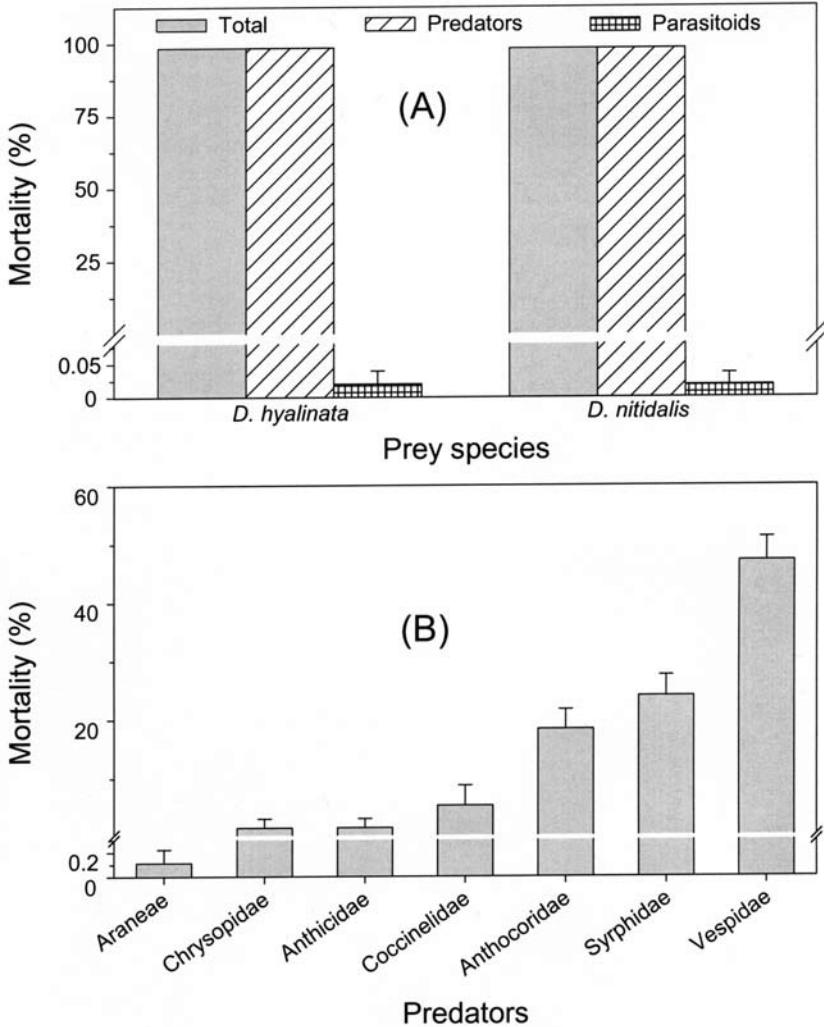 Total Predators Parasitoids
100
(A)
75
Mortality (%)
50
25
0.05
0
D. hyalinata D. nitidalis
Prey species
60
Mortality (%)
40
(B)
20
0.2
0
Araneae Chrysopidae Anthicidae Coccinelidae Anthocoridae Syrphidae Vespidae
Predators